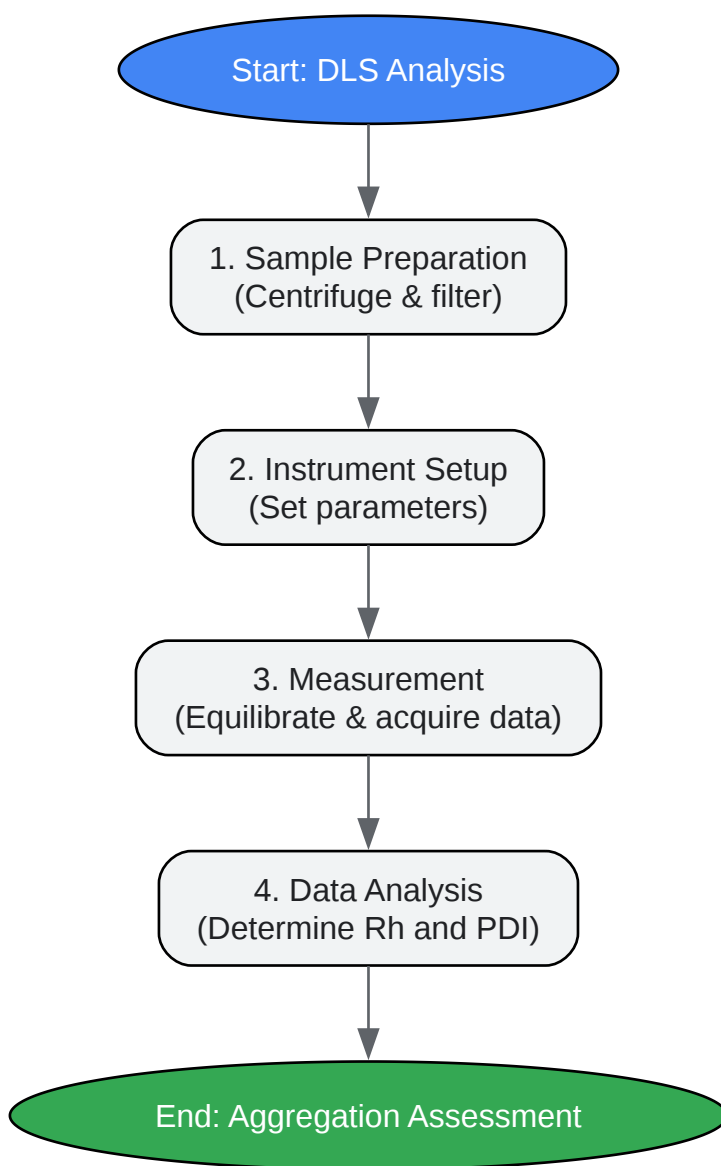 Start: DLS Analysis
1. Sample Preparation
(Centrifuge & filter)
2. Instrument Setup
(Set parameters)
3. Measurement
(Equilibrate & acquire data)
4. Data Analysis
(Determine Rh and PDI)
End: Aggregation Assessment